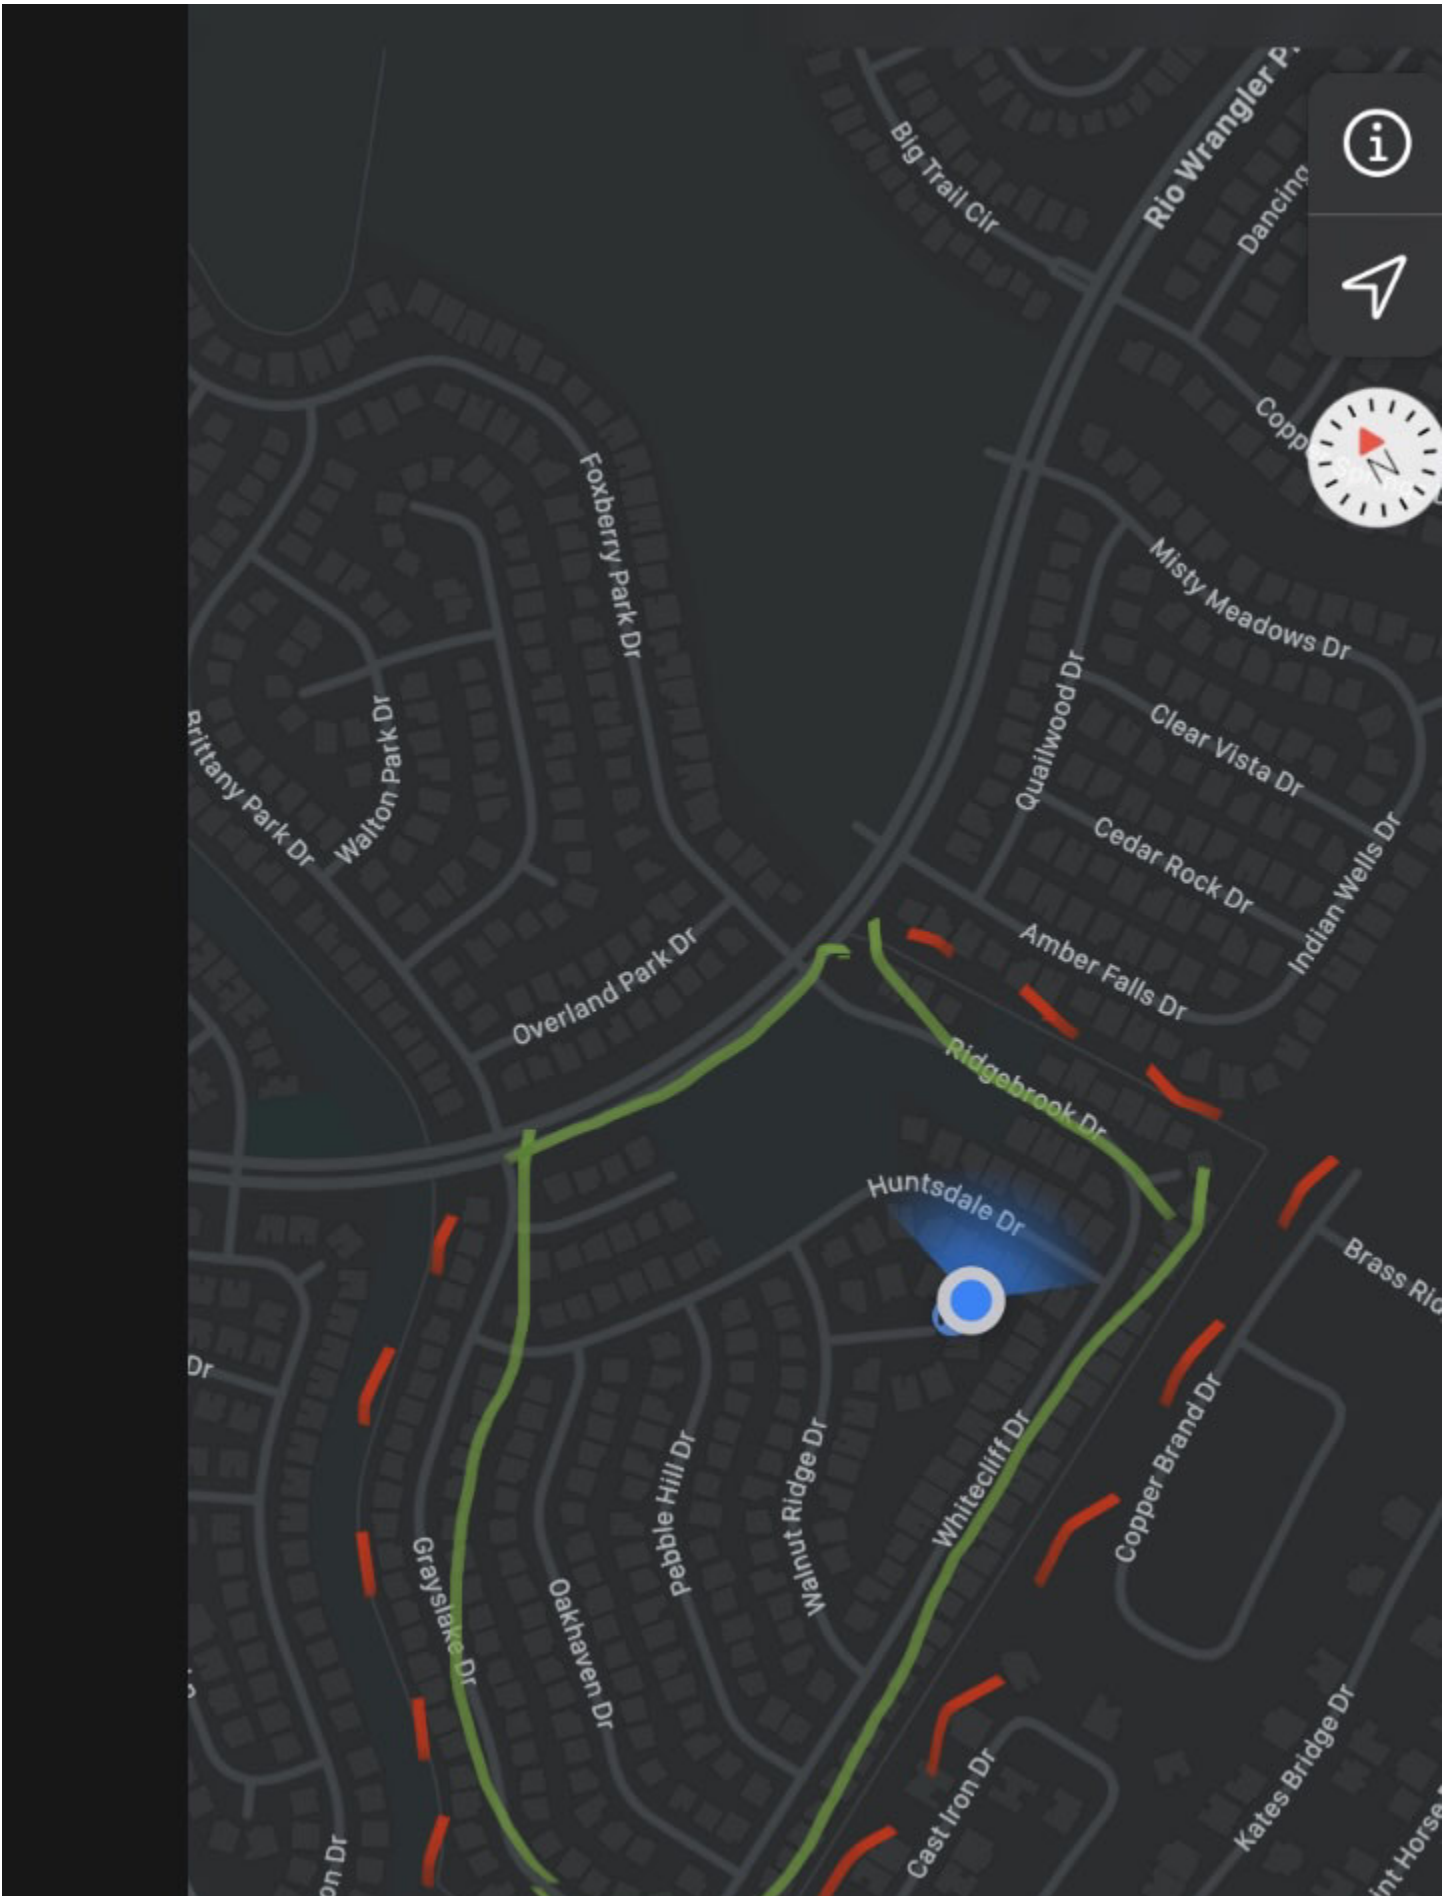 Rio Wrangler P
Big Trail Cir
Dancing
Copp
N
Foxberry Park Dr
Misty Meadows Dr
Quailwood Dr
Clear Vista Dr
Brittany Park Dr
Walton Park Dr
Cedar Rock Dr
Indian Wells Dr
Overland Park Dr
Amber Falls Dr
Ridgebrook Dr
Huntsdale Dr
Brass Rid
Dr
Copper Brand Dr
Whitecliff Dr
Pebble Hill Dr
Walnut Ridge Dr
Grayslake Dr
Oakhaven Dr
Kates Bridge Dr
Cast Iron Dr
on Dr
int Horse